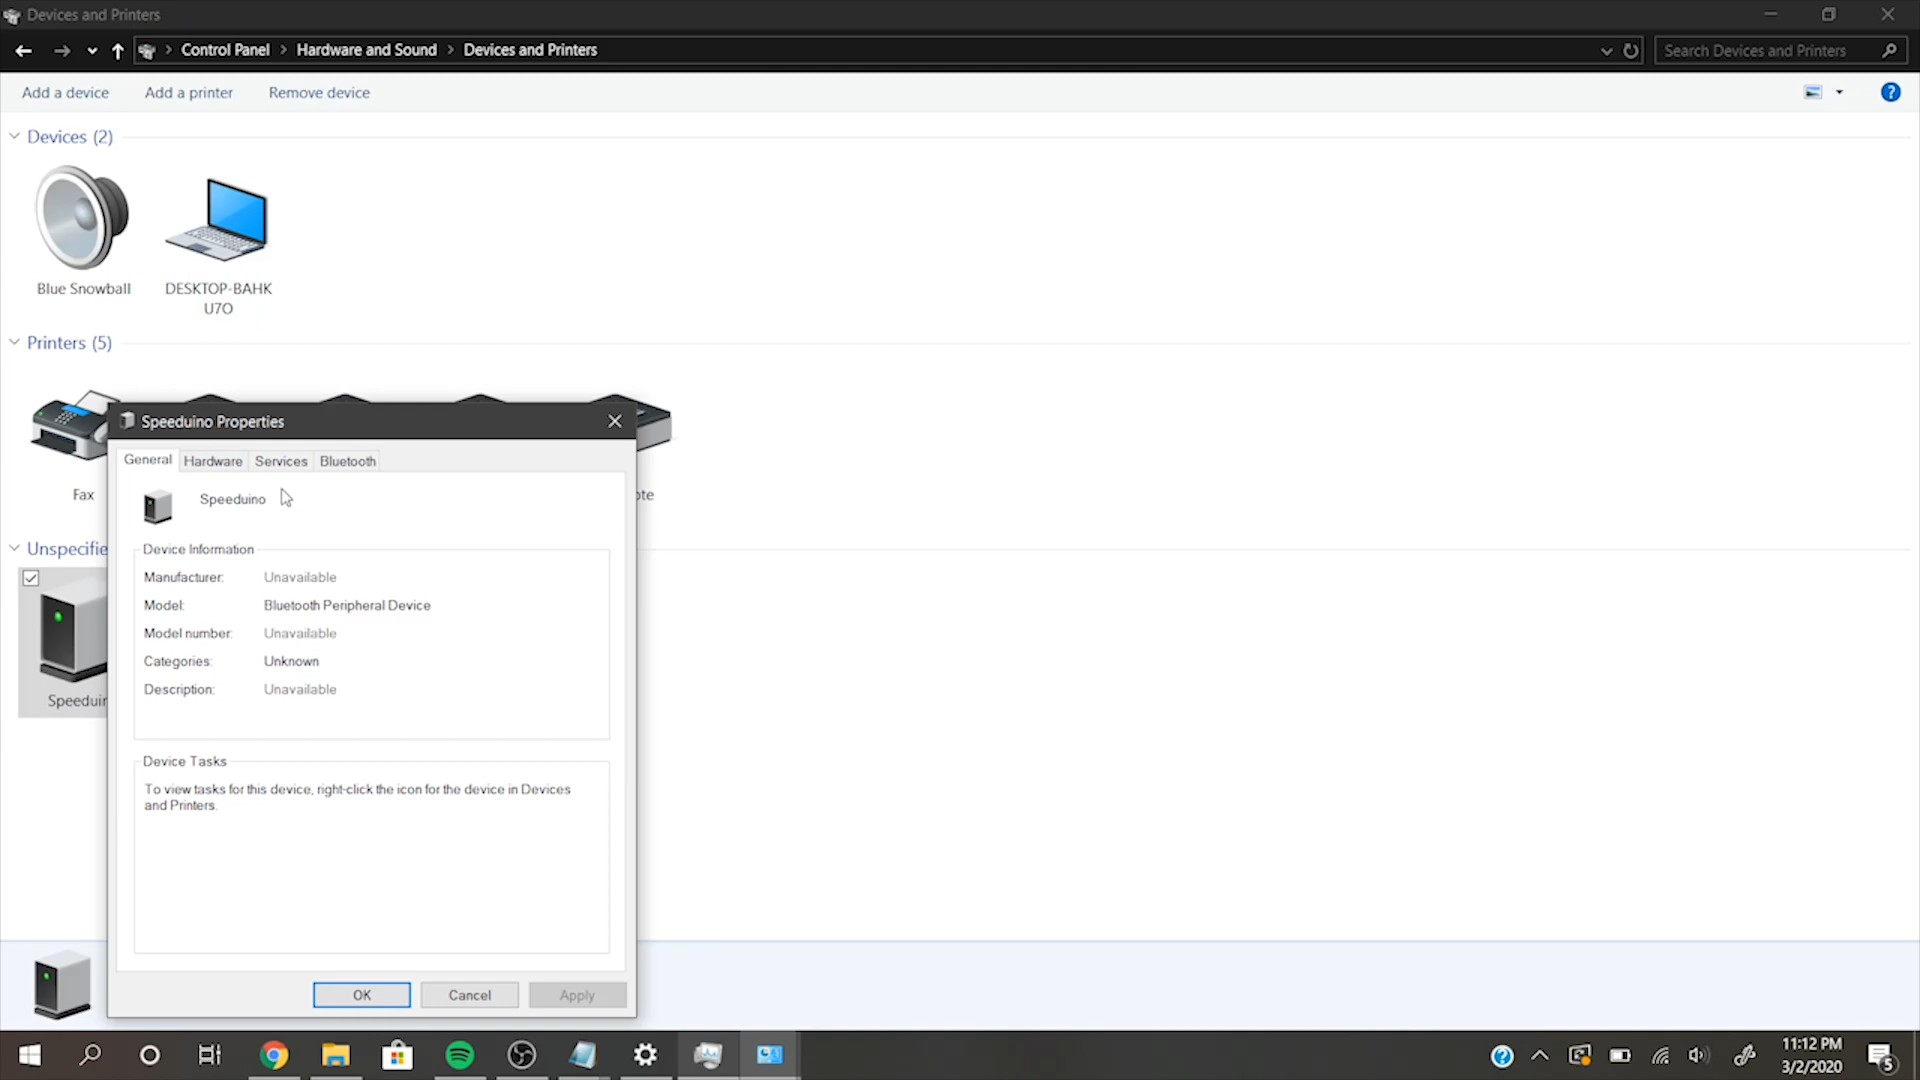 Devices and Printers
Control Panel > Hardware and Sound > Devices and Printers
Search Devices and Printers
Add a device Add a printer Remove device
?
Devices (2)
Blue Snowball
DESKTOP-BAHK
U7O
Printers (5)
Fax
ote
Unspecifie
Speeduin
Speeduino Properties
General Hardware Services Bluetooth
Speeduino
Device Information
Manufacturer: Unavailable
Model: Bluetooth Peripheral Device
Model number: Unavailable
Categories: Unknown
Description: Unavailable
Device Tasks
To view tasks for this device, right-click the icon for the device in Devices
and Printers.
OK Cancel Apply
?
11:12 PM
3/2/2020
5